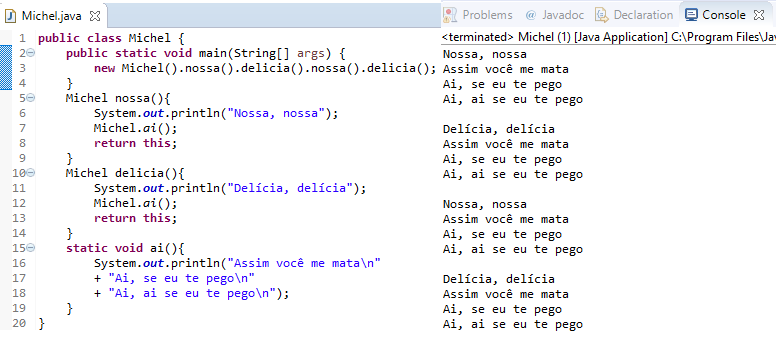 Michel.java
1 public class Michel {
2 public static void main(String[] args) {
3 new Michel().nossa().delicia().nossa().delicia();
4 }
5 Michel nossa(){
6 System.out.println("Nossa, nossa");
7 Michel.ai();
8 return this;
9 }
10 Michel delicia(){
11 System.out.println("Delícia, delícia");
12 Michel.ai();
13 return this;
14 }
15 static void ai(){
16 System.out.println("Assim você me mata\n"
17 + "Ai, se eu te pego\n"
18 + "Ai, ai se eu te pego\n");
19 }
20 }
Problems @ Javadoc Declaration Console
<terminated> Michel (1) [Java Application] C:\Program Files\Jav
Nossa, nossa
Assim você me mata
Ai, se eu te pego
Ai, ai se eu te pego
Delícia, delícia
Assim você me mata
Ai, se eu te pego
Ai, ai se eu te pego
Nossa, nossa
Assim você me mata
Ai, se eu te pego
Ai, ai se eu te pego
Delícia, delícia
Assim você me mata
Ai, se eu te pego
Ai, ai se eu te pego